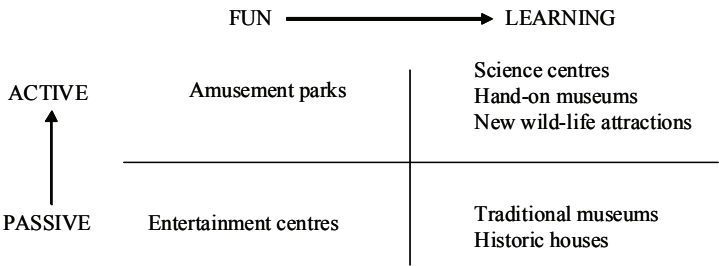 FUN LEARNING
ACTIVE
Amusement parks
Science centres
Hand-on museums
New wild-life attractions
PASSIVE
Entertainment centres
Traditional museums
Historic houses